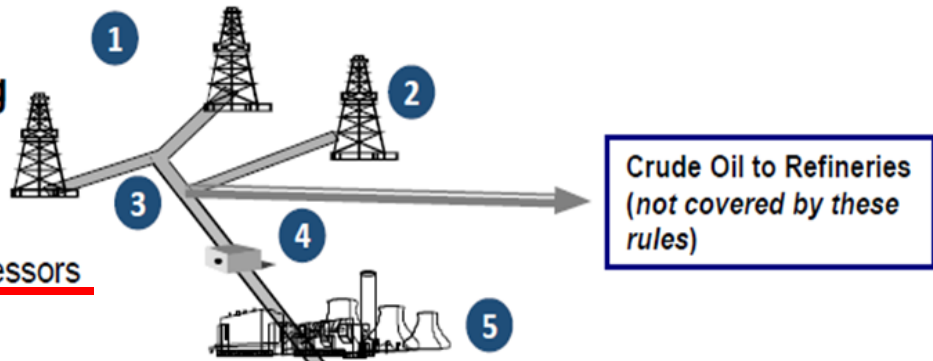 1
g
2
Crude Oil to Refineries
(not covered by these
rules)
3
4
essors
5